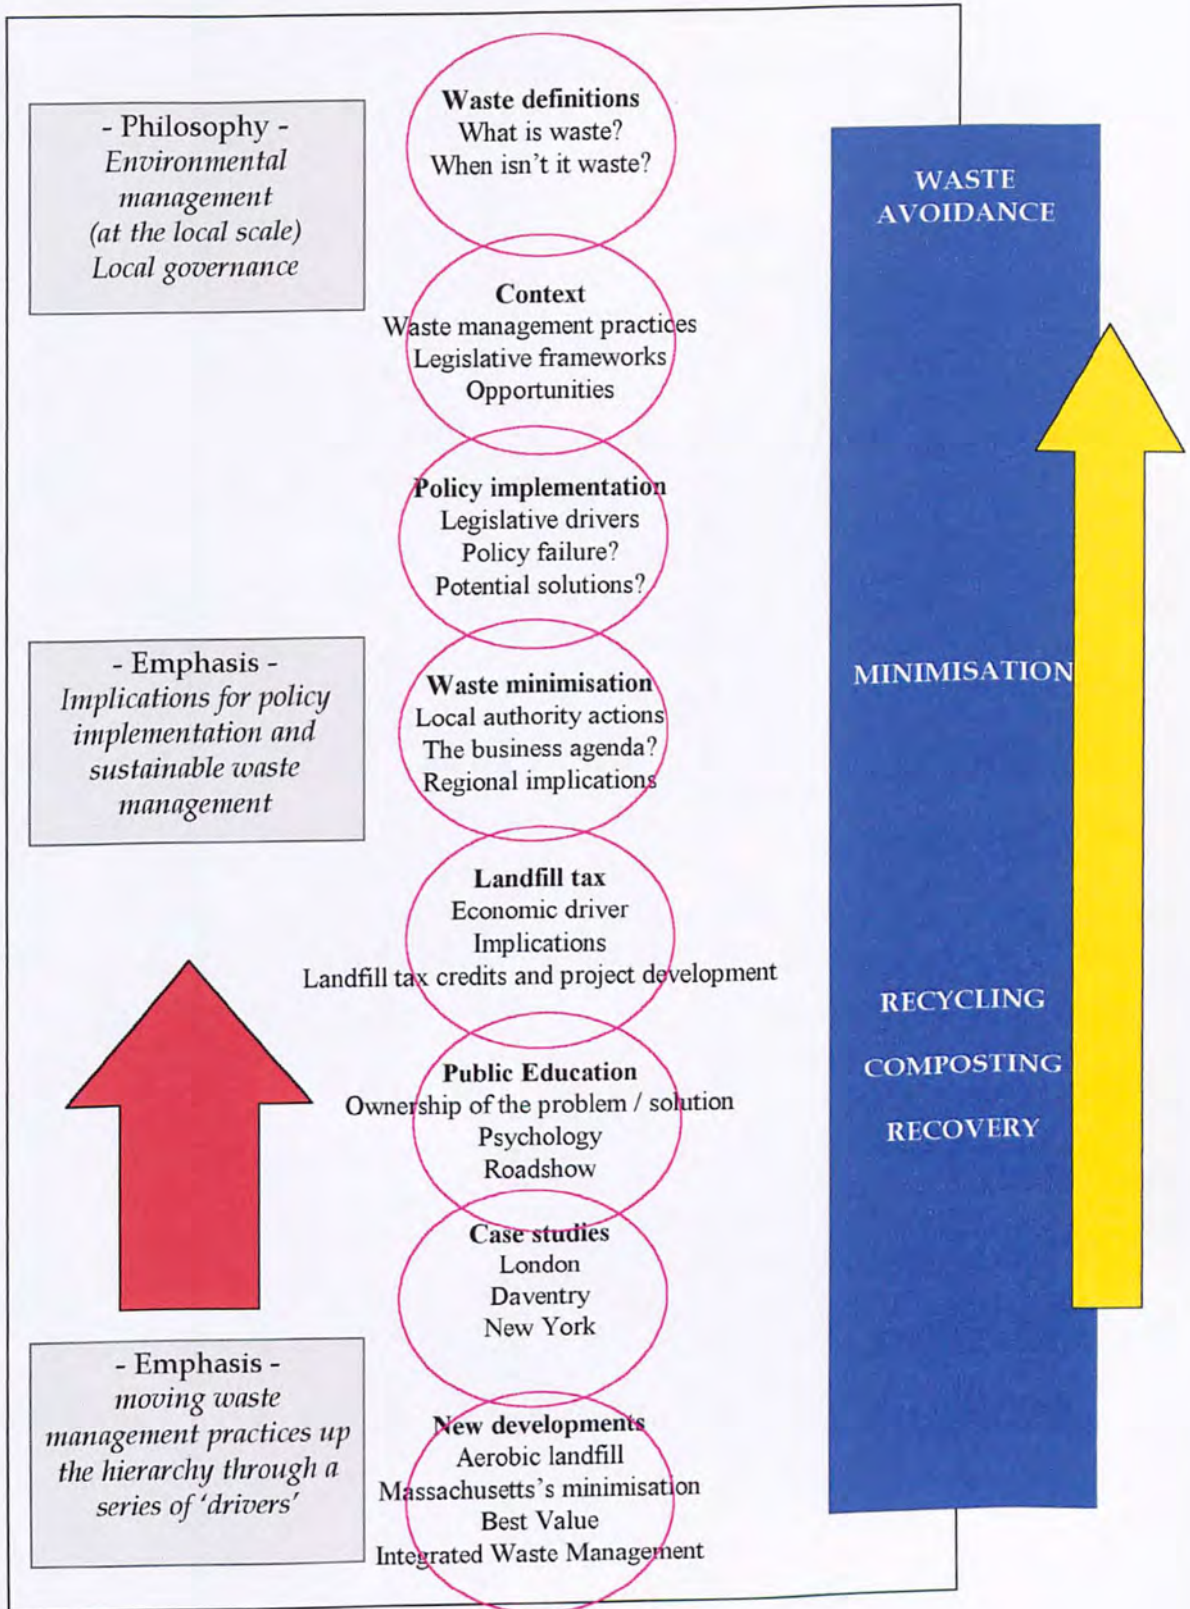 - Philosophy -
Environmental
management
(at the local scale)
Local governance
- Emphasis -
Implications for policy
implementation and
sustainable waste
management
- Emphasis -
moving waste
management practices up
the hierarchy through a
series of ‘drivers’
Waste definitions
What is waste?
When isn’t it waste?
Context
Waste management practices
Legislative frameworks
Opportunities
Policy implementation
Legislative drivers
Policy failure?
Potential solutions?
Waste minimisation
Local authority actions
The business agenda?
Regional implications
Landfill tax
Economic driver
Implications
Landfill tax credits and project development
Public Education
Ownership of the problem / solution
Psychology
Roadshow
Case studies
London
Daventry
New York
New developments
Aerobic landfill
Massachusetts’s minimisation
Best Value
Integrated Waste Management
WASTE
AVOIDANCE
MINIMISATION
RECYCLING
COMPOSTING
RECOVERY